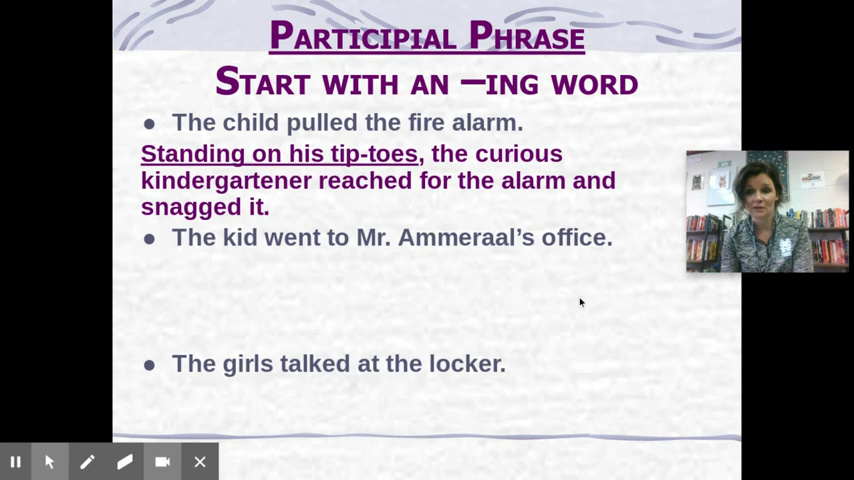 PARTICIPIAL PHRASE
START WITH AN –ING WORD
• The child pulled the fire alarm.
Standing on his tip-toes, the curious
kindergartener reached for the alarm and
snagged it.
• The kid went to Mr. Ammeraal’s office.
• The girls talked at the locker.